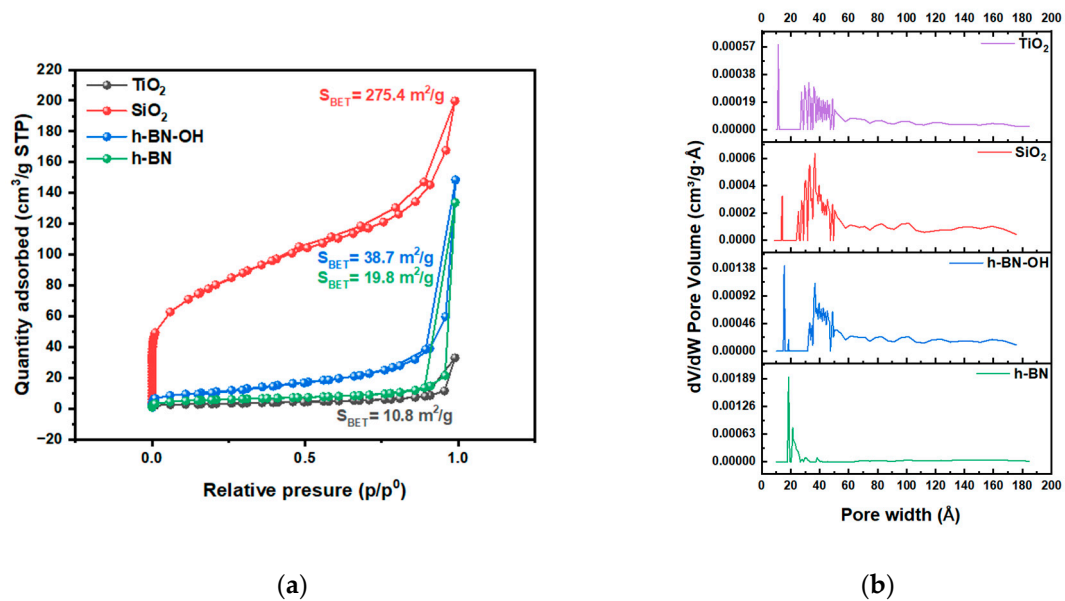 220
200
180
160
140
120
100
80
60
40
20
0
−20
Quantity adsorbed (cm³/g STP)
TiO₂
SiO₂
h-BN-OH
h-BN
S_BET = 275.4 m²/g
S_BET= 38.7 m²/g
S_BET= 19.8 m²/g
S_BET= 10.8 m²/g
0.0 0.5 1.0
Relative presure (p/p⁰)
(a)
0 20 40 60 80 100 120 140 160 180 200
dV/dW Pore Volume (cm³/g·Å)
0.00057
0.00038
0.00019
0.00000
TiO₂
0.0006
0.0004
0.0002
0.0000
SiO₂
0.00138
0.00092
0.00046
0.00000
h-BN-OH
0.00189
0.00126
0.00063
0.00000
h-BN
0 20 40 60 80 100 120 140 160 180 200
Pore width (Å)
(b)